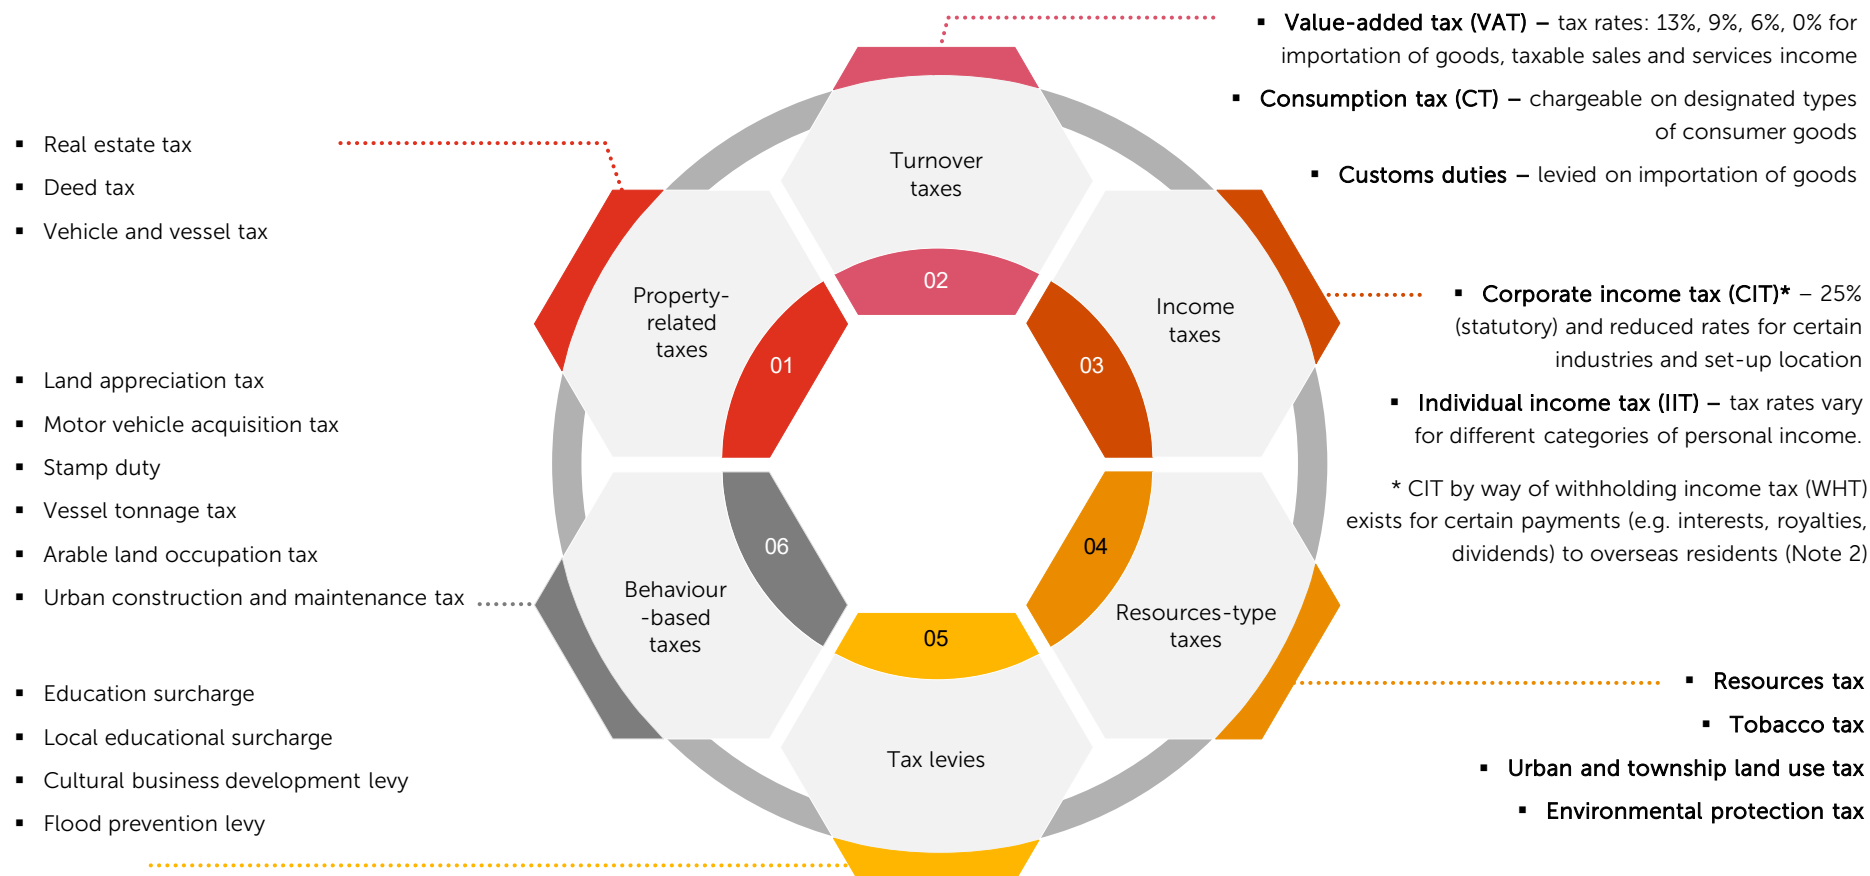 ▪ Value-added tax (VAT) – tax rates: 13%, 9%, 6%, 0% for
importation of goods, taxable sales and services income
▪ Consumption tax (CT) – chargeable on designated types
of consumer goods
▪ Customs duties – levied on importation of goods
▪ Real estate tax
▪ Deed tax
▪ Vehicle and vessel tax
Turnover
taxes
02
Property-
related
taxes
01
Income
taxes
03
▪ Corporate income tax (CIT)* – 25%
(statutory) and reduced rates for certain
industries and set-up location
▪ Individual income tax (IIT) – tax rates vary
for different categories of personal income.
* CIT by way of withholding income tax (WHT)
exists for certain payments (e.g. interests, royalties,
dividends) to overseas residents (Note 2)
▪ Land appreciation tax
▪ Motor vehicle acquisition tax
▪ Stamp duty
▪ Vessel tonnage tax
▪ Arable land occupation tax
▪ Urban construction and maintenance tax
06
Behaviour
-based
taxes
04
Resources-type
taxes
05
Tax levies
▪ Resources tax
▪ Tobacco tax
▪ Urban and township land use tax
▪ Environmental protection tax
▪ Education surcharge
▪ Local educational surcharge
▪ Cultural business development levy
▪ Flood prevention levy